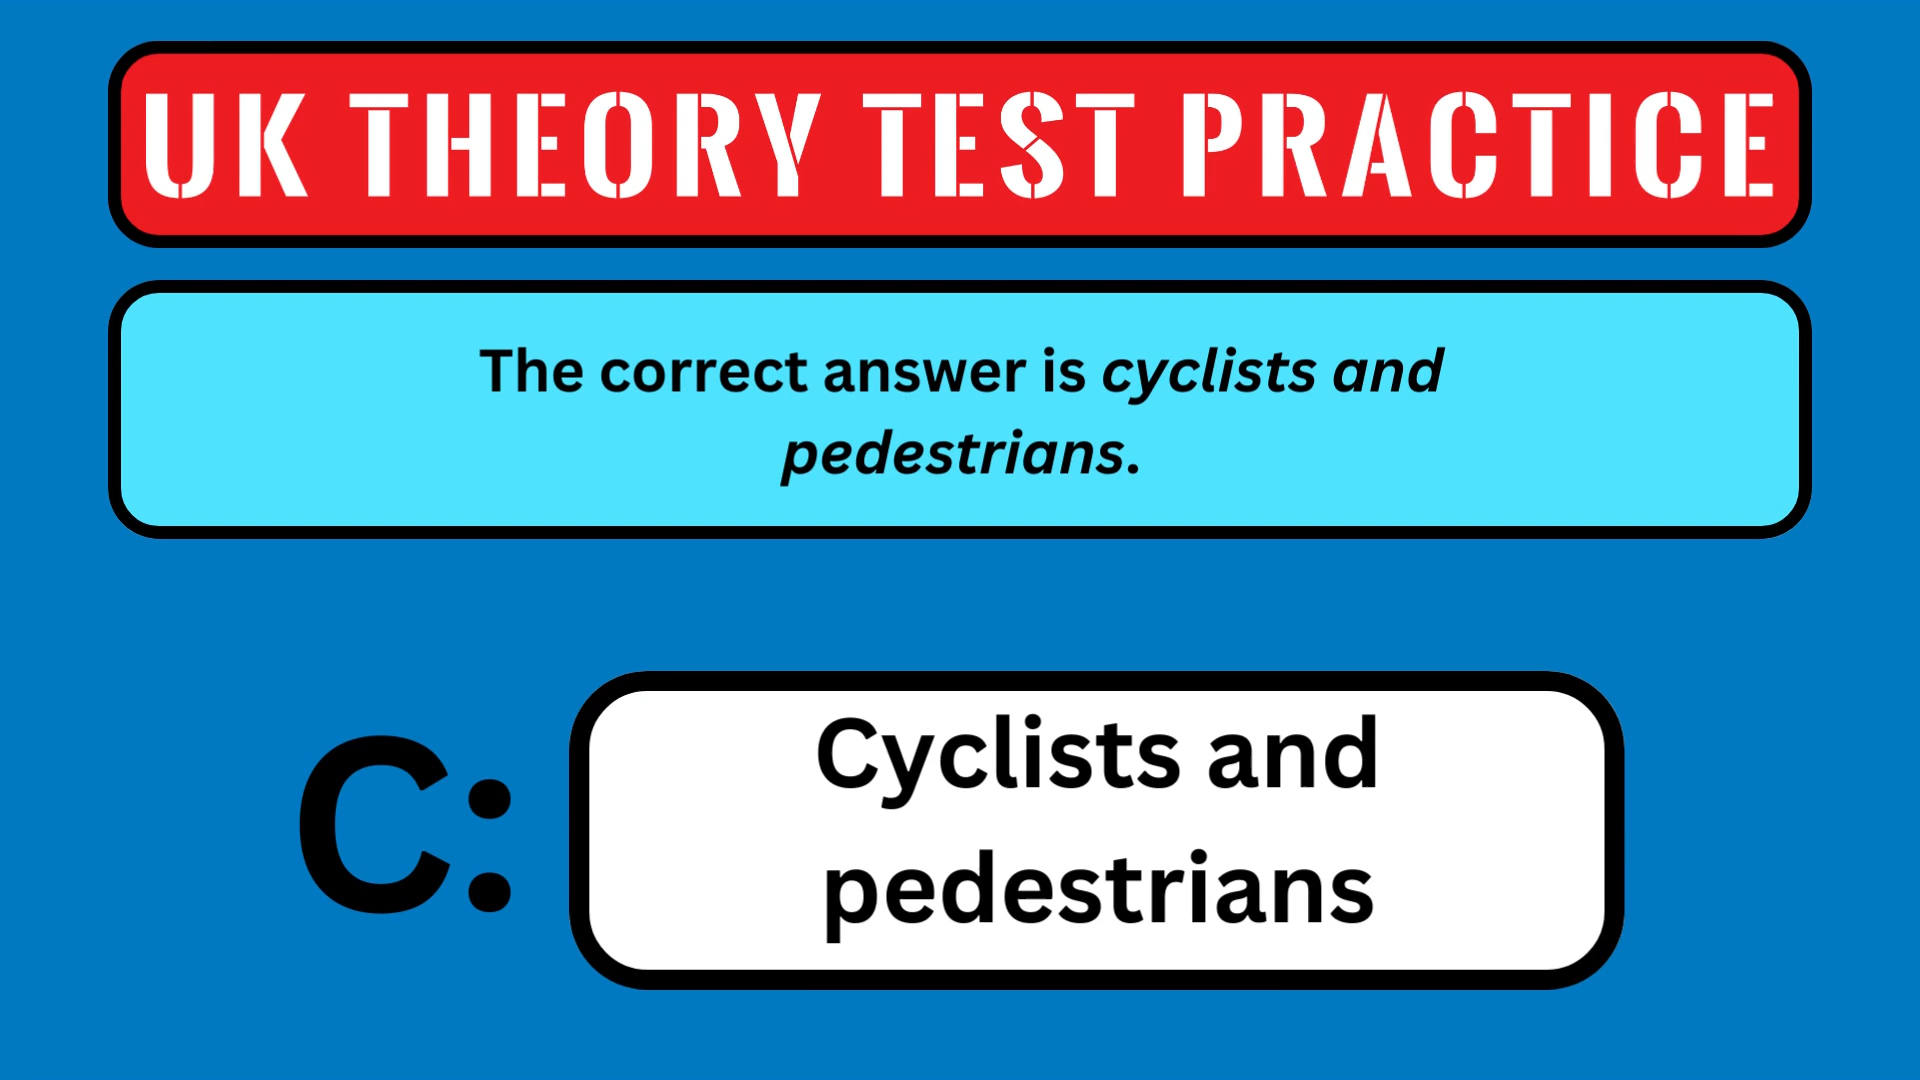 UK THEORY TEST PRACTICE
The correct answer is cyclists and
pedestrians.
C:
Cyclists and
pedestrians